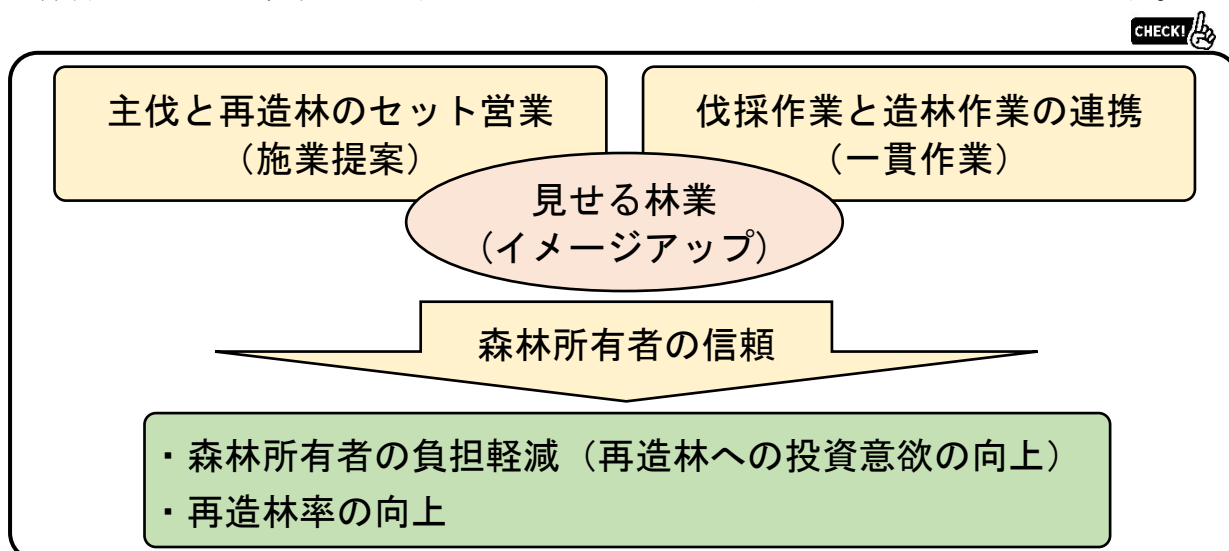 CHECK!
主伐と再造林のセット営業
（施業提案）
伐採作業と造林作業の連携
（一貫作業）
見せる林業
（イメージアップ）
森林所有者の信頼
・森林所有者の負担軽減（再造林への投資意欲の向上）
・再造林率の向上